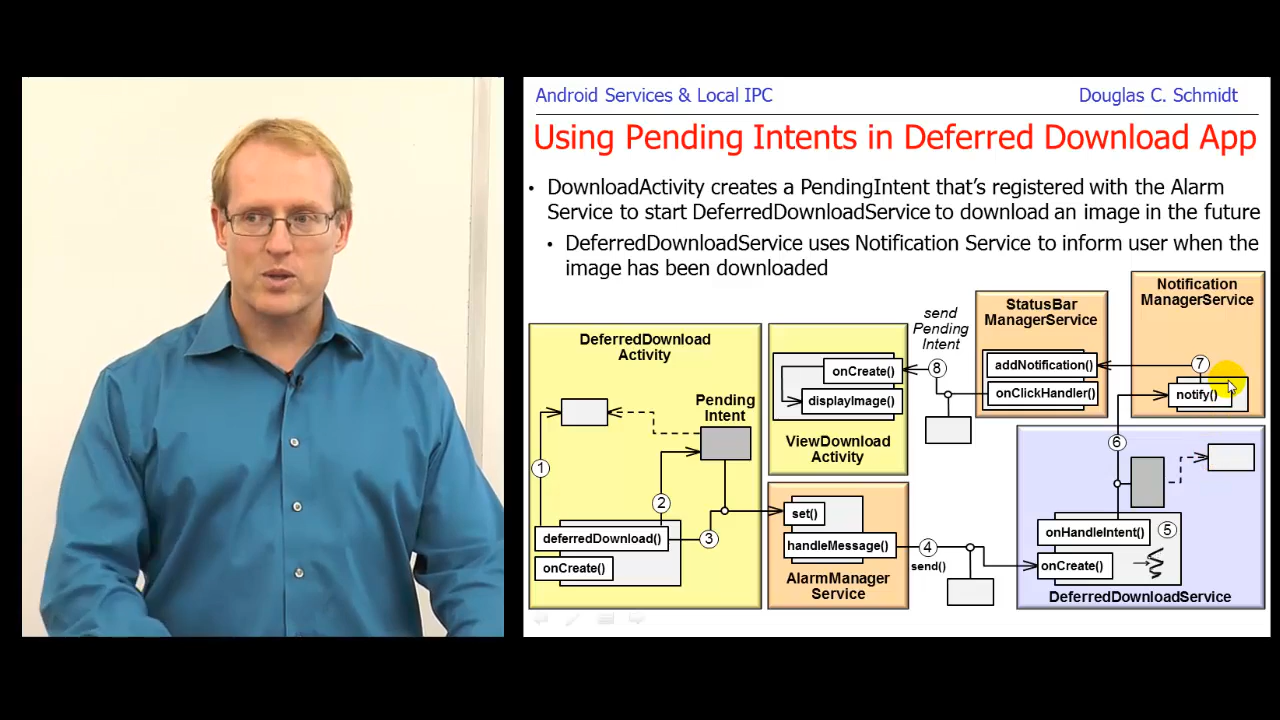 Android Services & Local IPC
Douglas C. Schmidt
Using Pending Intents in Deferred Download App
• DownloadActivity creates a PendingIntent that's registered with the Alarm
Service to start DeferredDownloadService to download an image in the future
• DeferredDownloadService uses Notification Service to inform user when the
image has been downloaded
DeferredDownload
Activity
Pending
Intent
1
2
3
deferredDownload()
onCreate()
onCreate()
displayImage()
ViewDownload
Activity
send
Pending
Intent
8
StatusBar
ManagerService
addNotification()
onClickHandler()
Notification
ManagerService
7
notify()
set()
handleMessage()
AlarmManager
Service
4
send()
6
onHandleIntent()
5
onCreate()
DeferredDownloadService